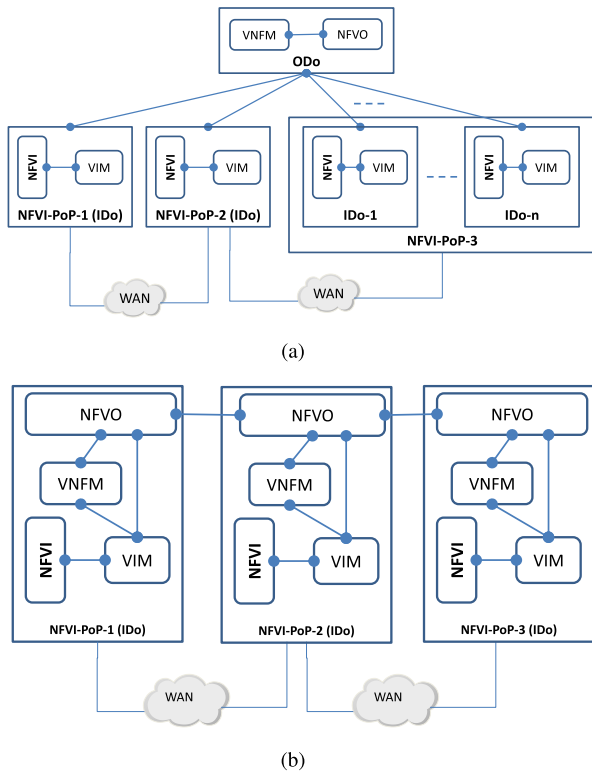 VNFM NFVO
ODo
NFVI VIM
NFVI-PoP-1 (IDo)
NFVI VIM
NFVI-PoP-2 (IDo)
NFVI VIM
IDo-1
NFVI VIM
IDo-n
NFVI-PoP-3
WAN
WAN
(a)
NFVO
VNFM
NFVI
VIM
NFVI-PoP-1 (IDo)
NFVO
VNFM
NFVI
VIM
NFVI-PoP-2 (IDo)
NFVO
VNFM
NFVI
VIM
NFVI-PoP-3 (IDo)
WAN
WAN
(b)